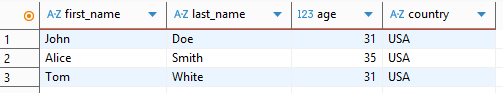 A-Z first_name A-Z last_name 123 age A-Z country
1 John Doe 31 USA
2 Alice Smith 35 USA
3 Tom White 31 USA